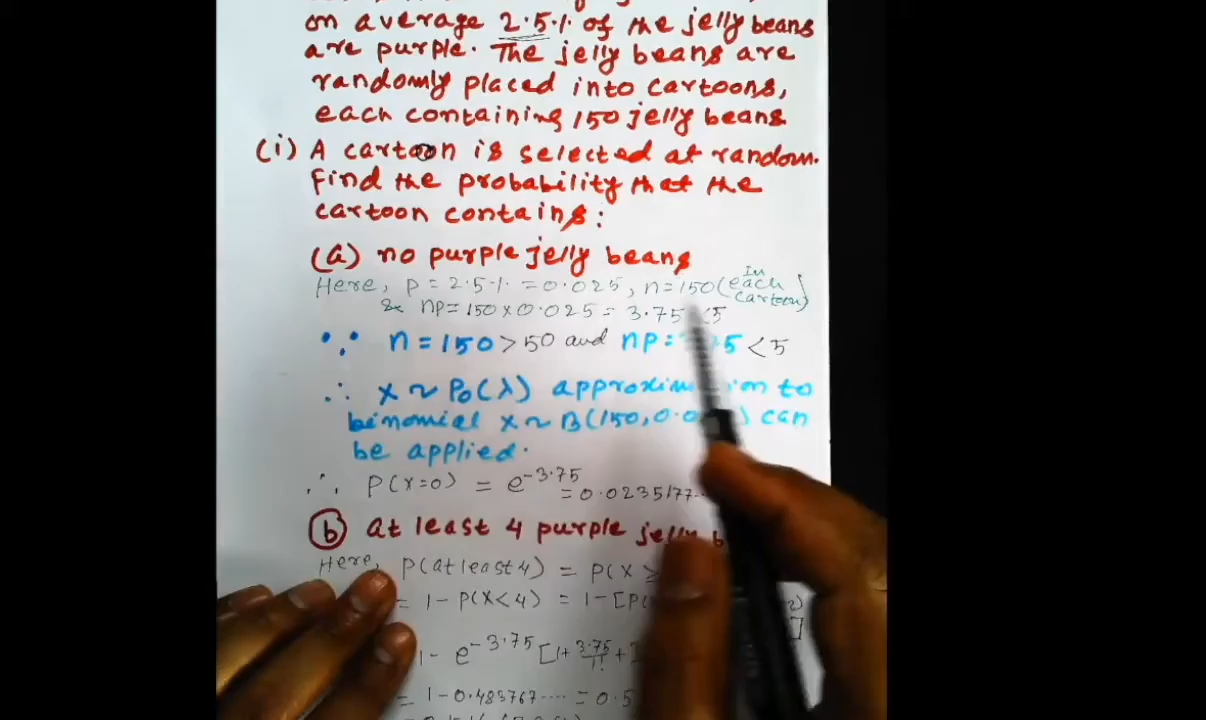 on average 2.5% of the jelly beans
are purple. The jelly beans are
randomly placed into cartoons,
each containing 150 jelly beans
(i) A cartoon is selected at random.
Find the probability that the
cartoon contains:
(a) no purple jelly beans
Here, p = 2.5% = 0.025, n = 150 (In each cartoon)
& np = 150 × 0.025 = 3.75 < 5
∵ n = 150 > 50 and np = 5 < 5
∴ X ~ Po(λ) to
binomial X ~ B(150, 0.0 ) can
be applied.
∴ P(X=0) = e^-3.75
= 0.0235177...
(b) at least 4 purple jelly b
Here, P(at least 4) = P(X ≥
= 1 - P(X<4) = 1 - [P(
1 - e^-3.75 [1 + 3.75/1! +
= 1 - 0.483767.... = 0.5